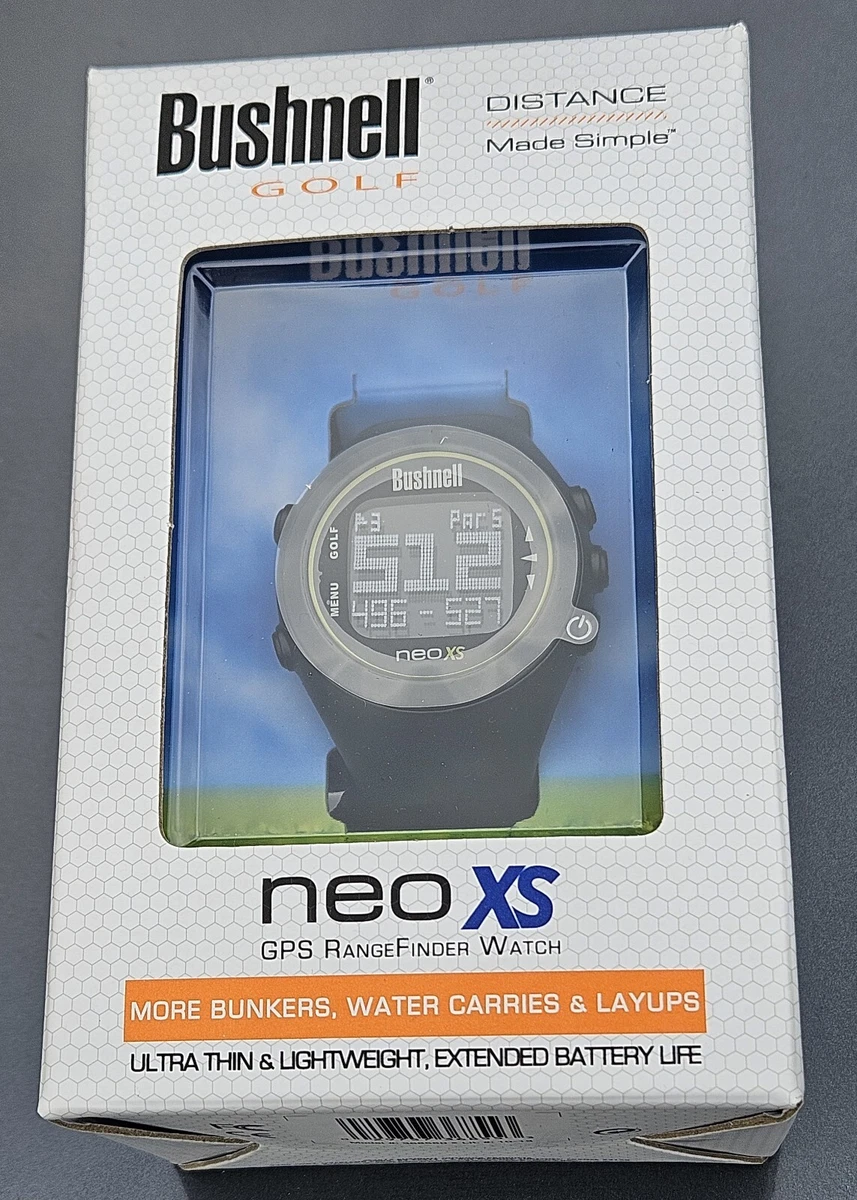 Bushnell®
GOLF
DISTANCE
Made Simple™
Bushnell
GOLF
Bushnell
GOLF
MENU
Par 5
512
496 - 527
neo XS
neo XS
GPS RANGEFINDER WATCH
MORE BUNKERS, WATER CARRIES & LAYUPS
ULTRA THIN & LIGHTWEIGHT, EXTENDED BATTERY LIFE